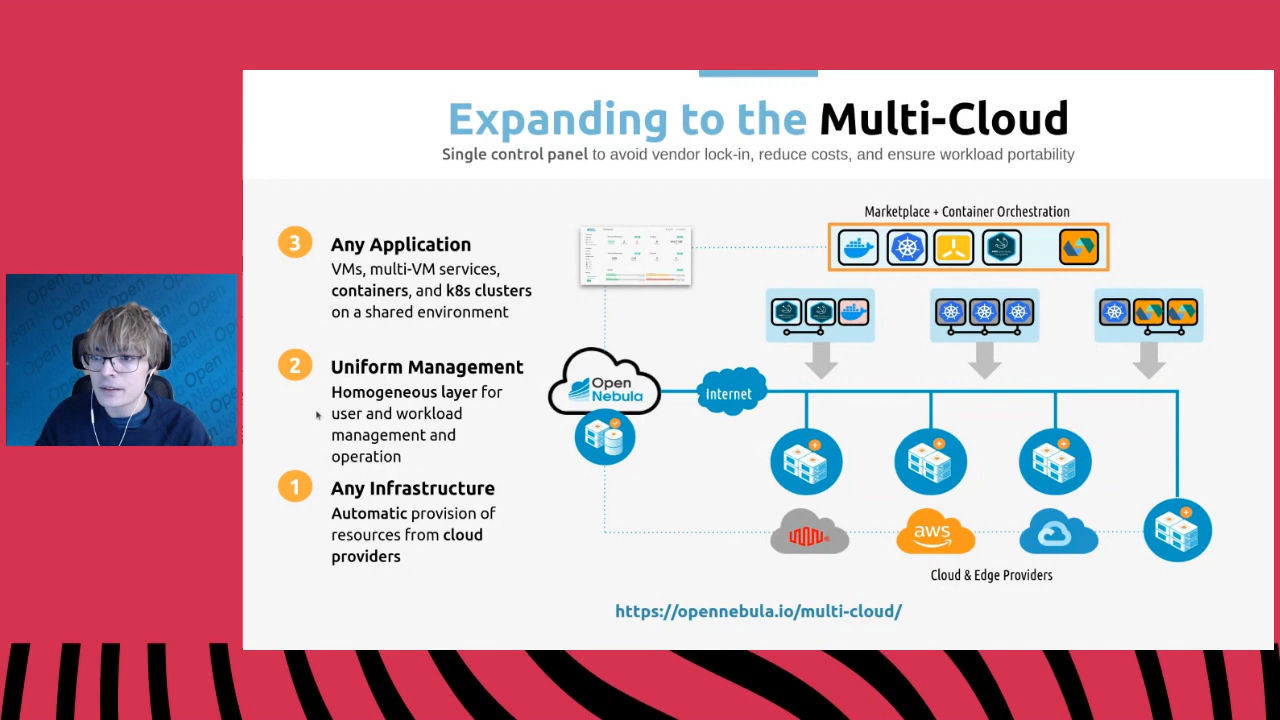 Expanding to the Multi-Cloud
Single control panel to avoid vendor lock-in, reduce costs, and ensure workload portability
3
Any Application
VMs, multi-VM services,
containers, and k8s clusters
on a shared environment
2
Uniform Management
Homogeneous layer for
user and workload
management and
operation
1
Any Infrastructure
Automatic provision of
resources from cloud
providers
Marketplace + Container Orchestration
Open
Nebula
Internet
aws
Cloud & Edge Providers
https://opennebula.io/multi-cloud/
Open
Open
Open